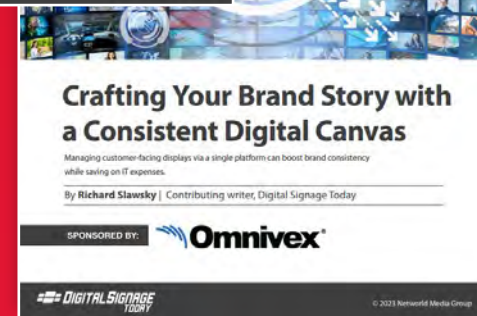 Crafting Your Brand Story with
a Consistent Digital Canvas
Managing customer-facing displays via a single platform can boost brand consistency
while saving on IT expenses.
By Richard Slawsky | Contributing writer, Digital Signage Today
SPONSORED BY: Omnivex
DIGITAL SIGNAGE
TODAY
© 2023 Networld Media Group